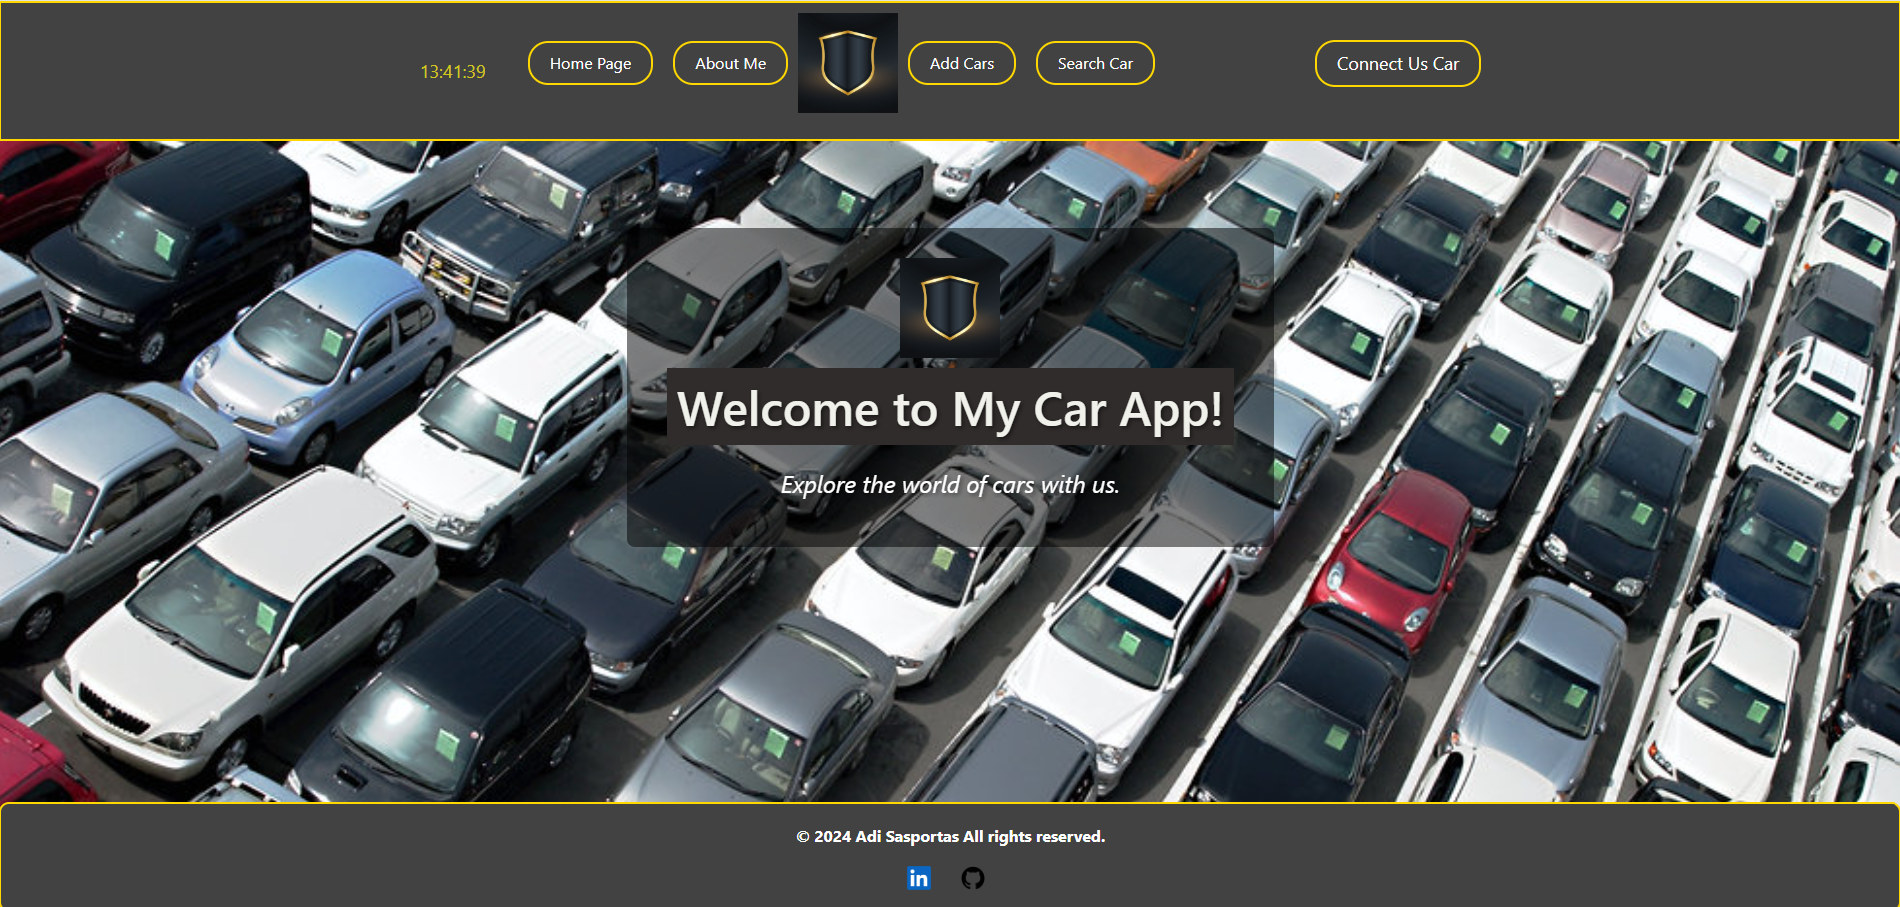 13:41:39
Home Page
About Me
Add Cars
Search Car
Connect Us Car
Welcome to My Car App!
Explore the world of cars with us.
© 2024 Adi Sasportas All rights reserved.
in